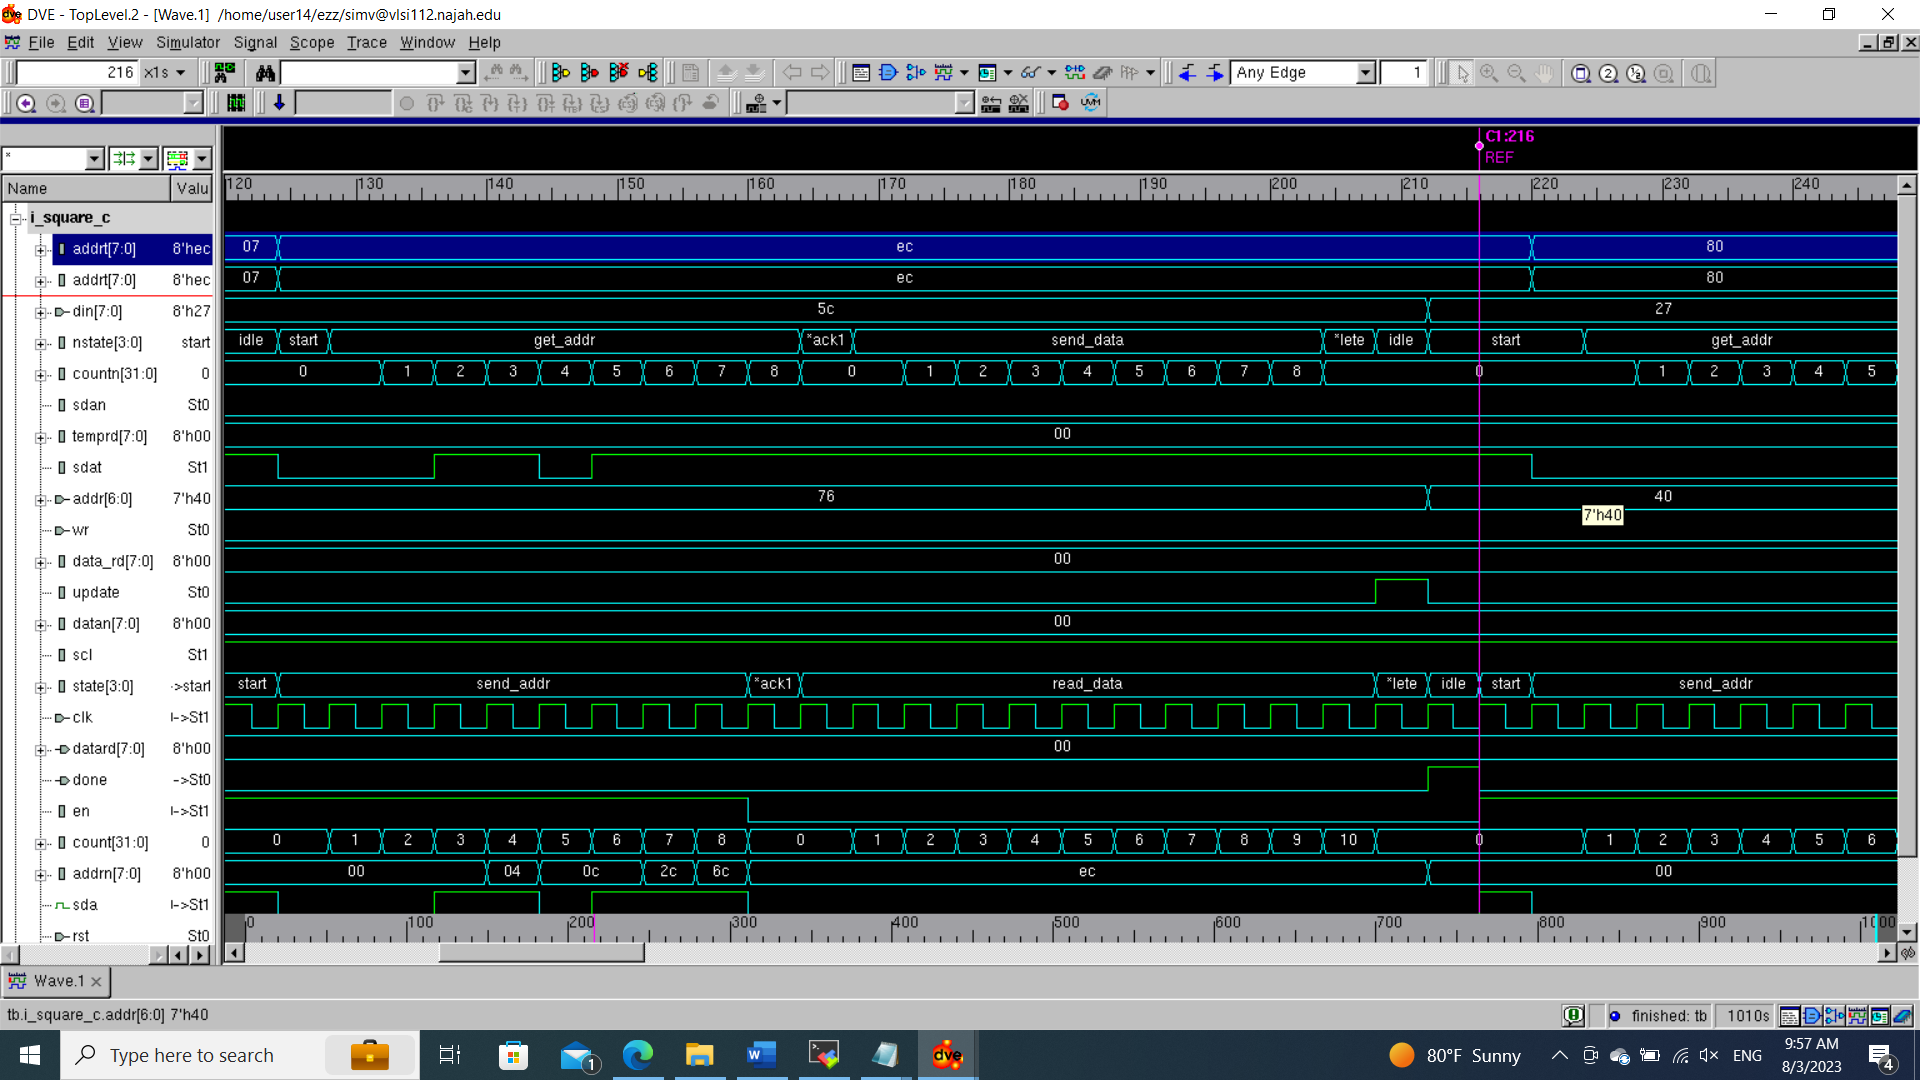 DVE - TopLevel.2 - [Wave.1] /home/user14/ezz/simv@vlsi112.najah.edu
File Edit View Simulator Signal Scope Trace Window Help
216 x1s Any Edge 1
C1:216
* REF
Name Valu 120 130 140 150 160 170 180 190 200 210 220 230 240
i_square_c
addrt[7:0] 8'hec 07 ec 80
addrt[7:0] 8'hec 07 ec 80
din[7:0] 8'h27 5c 27
nstate[3:0] start idle start get_addr *ack1 send_data *lete idle start get_addr
countn[31:0] 0 0 1 2 3 4 5 6 7 8 0 1 2 3 4 5 6 7 8 0 1 2 3 4 5
sdan St0
temprd[7:0] 8'h00 00
sdat St1
addr[6:0] 7'h40 76 40
7'h40
wr St0
data_rd[7:0] 8'h00 00
update St0
datan[7:0] 8'h00 00
scl St1
state[3:0] ->start start send_addr *ack1 read_data *lete idle start send_addr
clk I->St1
datard[7:0] 8'h00 00
done ->St0
en I->St1
count[31:0] 0 0 1 2 3 4 5 6 7 8 0 1 2 3 4 5 6 7 8 9 10 0 1 2 3 4 5 6
addrn[7:0] 8'h00 00 04 0c 2c 6c ec 00
sda I->St1
0 100 200 300 400 500 600 700 800 900 1000
rst St0
Wave.1
tb.i_square_c.addr[6:0] 7'h40 finished: tb 1010s
Type here to search 1 80°F Sunny ENG 9:57 AM
8/3/2023 4